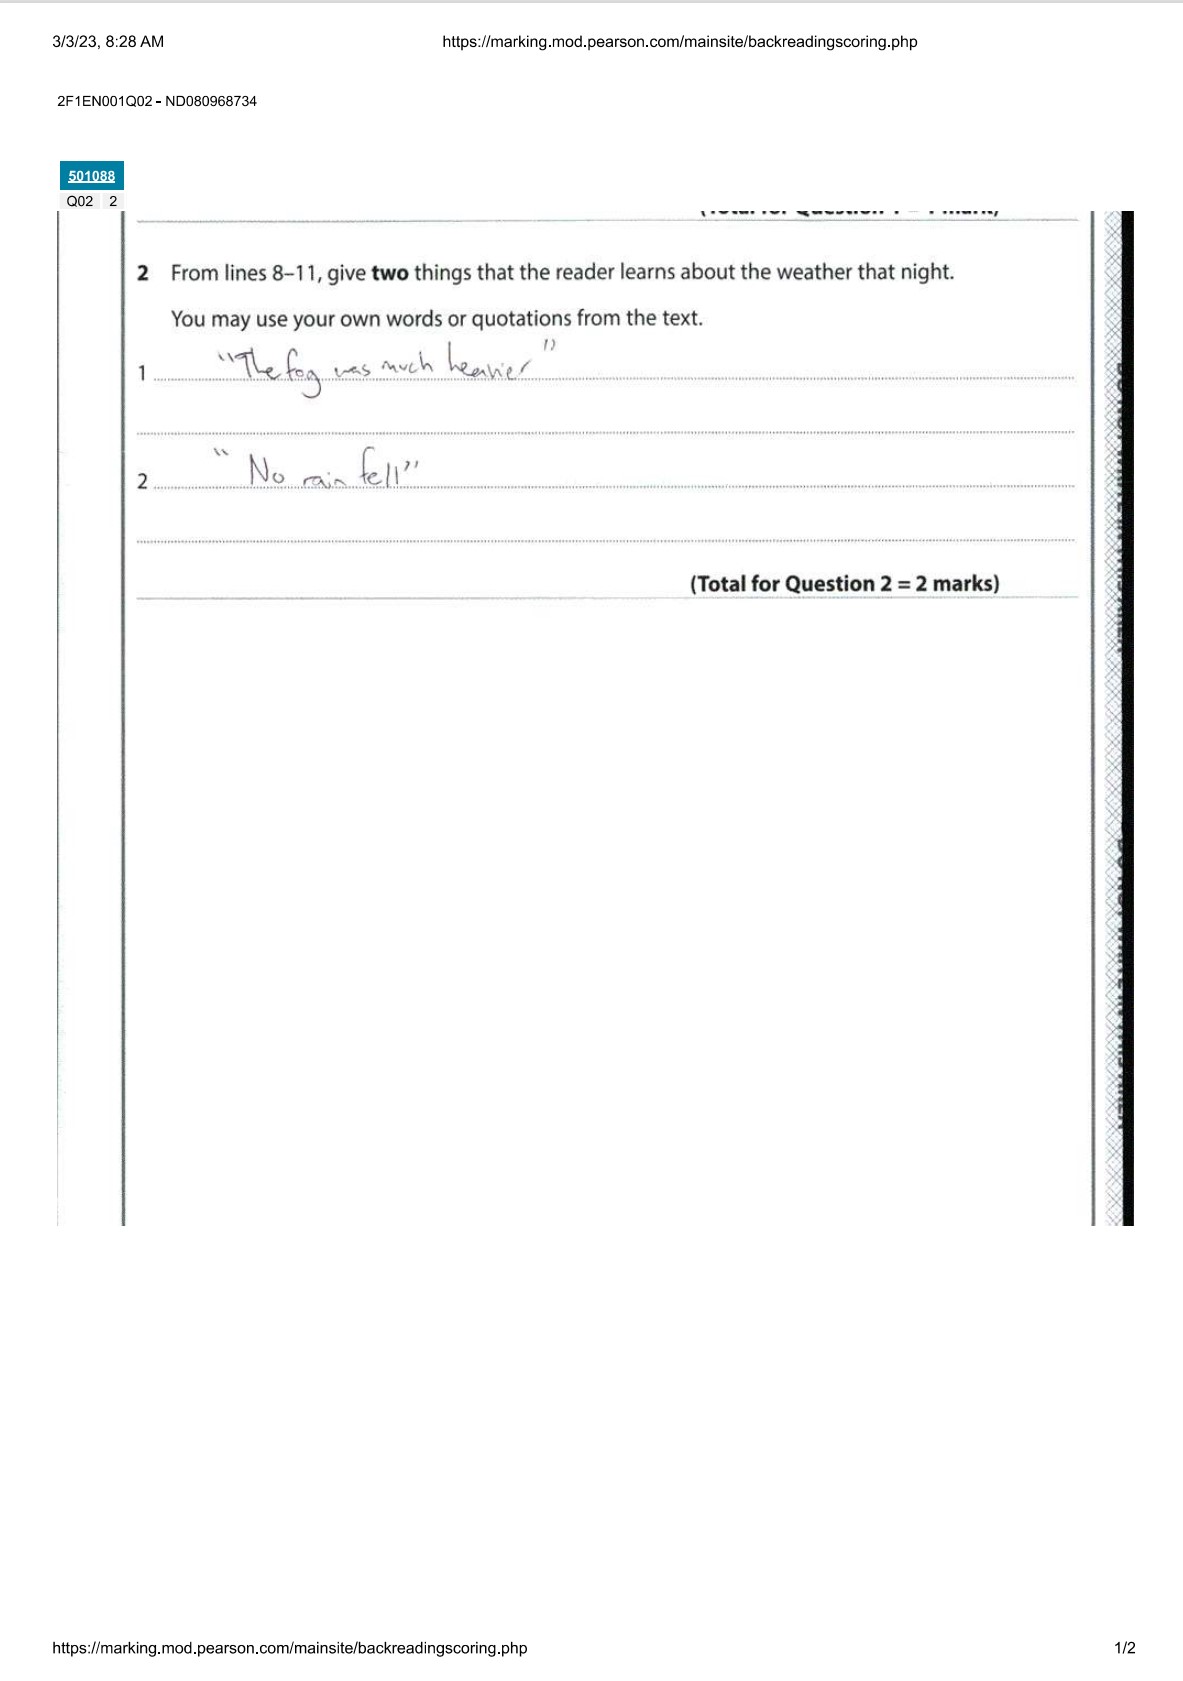 3/3/23, 8:28 AM https://marking.mod.pearson.com/mainsite/backreadingscoring.php
2F1EN001Q02 - ND080968734
501088
Q02 2
2 From lines 8–11, give two things that the reader learns about the weather that night.
You may use your own words or quotations from the text.
1 "The fog was much heavier"
2 "No rain fell"
(Total for Question 2 = 2 marks)
https://marking.mod.pearson.com/mainsite/backreadingscoring.php 1/2